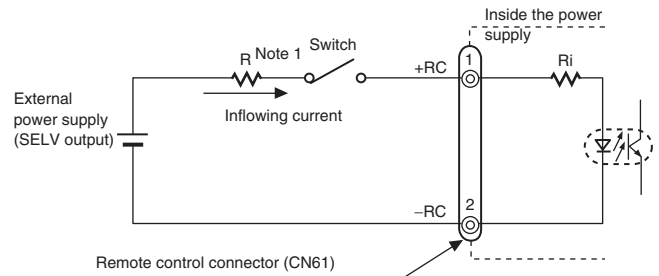 Inside the power
supply
R Note 1 Switch
+RC 1 Ri
Inflowing current
External
power supply
(SELV output)
−RC 2
Remote control connector (CN61)